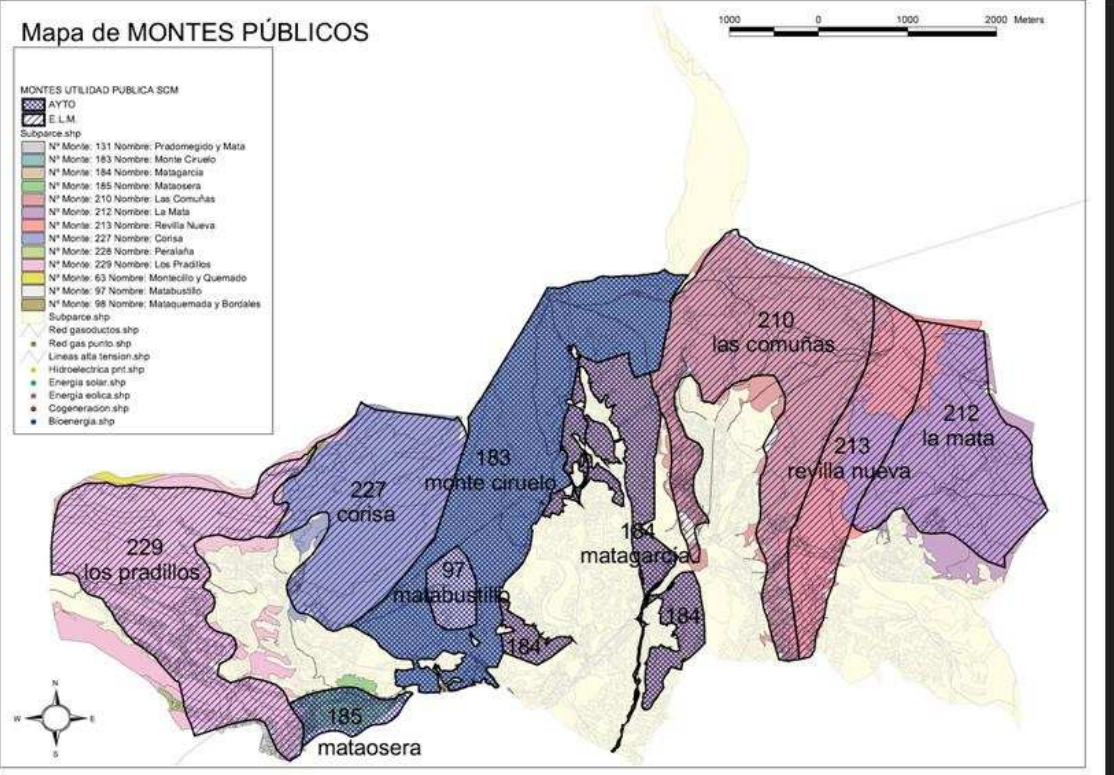 Mapa de MONTES PÚBLICOS
1000 0 1000 2000 Meters
MONTES UTILIDAD PUBLICA SCM
AYTO
E.L.M.
Subparce.shp
Nº Monte: 131 Nombre: Pradomegido y Mata
Nº Monte: 183 Nombre: Monte Ciruelo
Nº Monte: 184 Nombre: Matagarcia
Nº Monte: 185 Nombre: Mataosera
Nº Monte: 210 Nombre: Las Comuñas
Nº Monte: 212 Nombre: La Mata
Nº Monte: 213 Nombre: Revilla Nueva
Nº Monte: 227 Nombre: Corisa
Nº Monte: 228 Nombre: Peralaña
Nº Monte: 229 Nombre: Los Pradillos
Nº Monte: 63 Nombre: Montecillo y Quemado
Nº Monte: 97 Nombre: Matabustillo
Nº Monte: 98 Nombre: Mataquemada y Bordales
Subparce.shp
Red gasoductos.shp
Red gas punto.shp
Lineas alta tension.shp
Hidroelectrica pnt.shp
Energia solar.shp
Energia eolica.shp
Cogeneracion.shp
Bioenergia.shp
210
las comuñas
212
la mata
213
revilla nueva
183
monte ciruelo
227
corisa
229
los pradillos
184
matagarcia
97
matabustillo
184
184
185
mataosera
N
W E
S